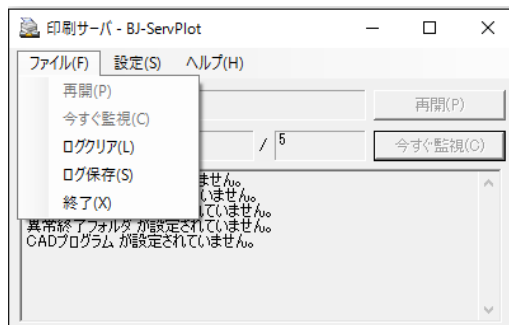 印刷サーバ - BJ-ServPlot
ファイル(F) 設定(S) ヘルプ(H)
再開(P)
再開(P)
今すぐ監視(C)
ログクリア(L)
/ 5
今すぐ監視(C)
ログ保存(S)
ません。
いません。
終了(X)
れていません。
異常終了フォルダ が設定されていません。
CADプログラム が設定されていません。